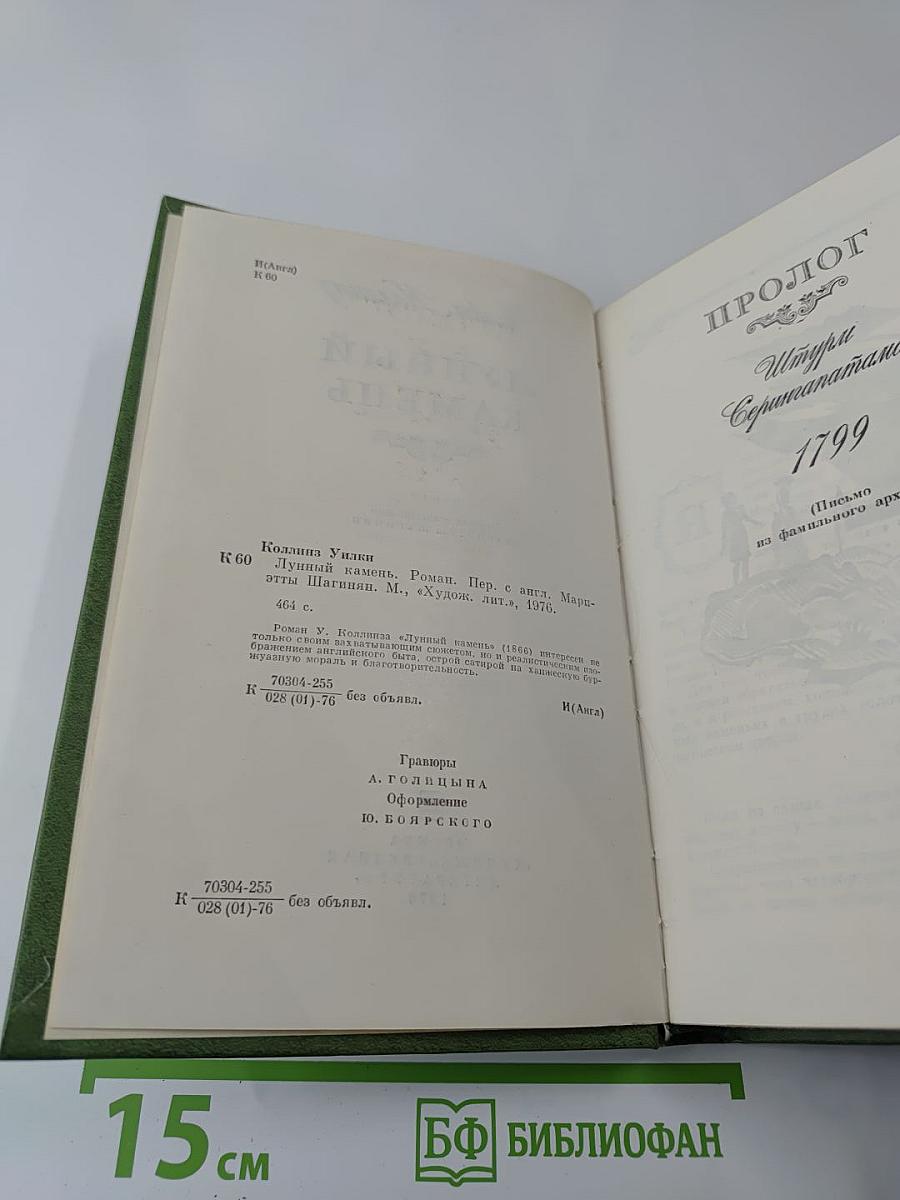 И(Англ)
К 60
Коллинз Уилки
К 60 Лунный камень. Роман. Пер. с англ. Мари-
этты Шагинян. М., «Худож. лит.», 1976.
464 с.
Роман У. Коллинза «Лунный камень» (1866) интересен не
только своим захватывающим сюжетом, но и реалистическим изо-
бражением английского быта, острой сатирой на ханжескую бур-
жуазную мораль и благотворительность.
К 70304-255
028 (01)-76 без объявл.
И(Англ)
Гравюры
А. ГОЛИЦЫНА
Оформление
Ю. БОЯРСКОГО
К 70304-255
028 (01)-76 без объявл.
ПРОЛОГ
Штурм
Серингапатама
1799
(Письмо
из фамильного арх
15 см
БФ БИБЛИОФАН